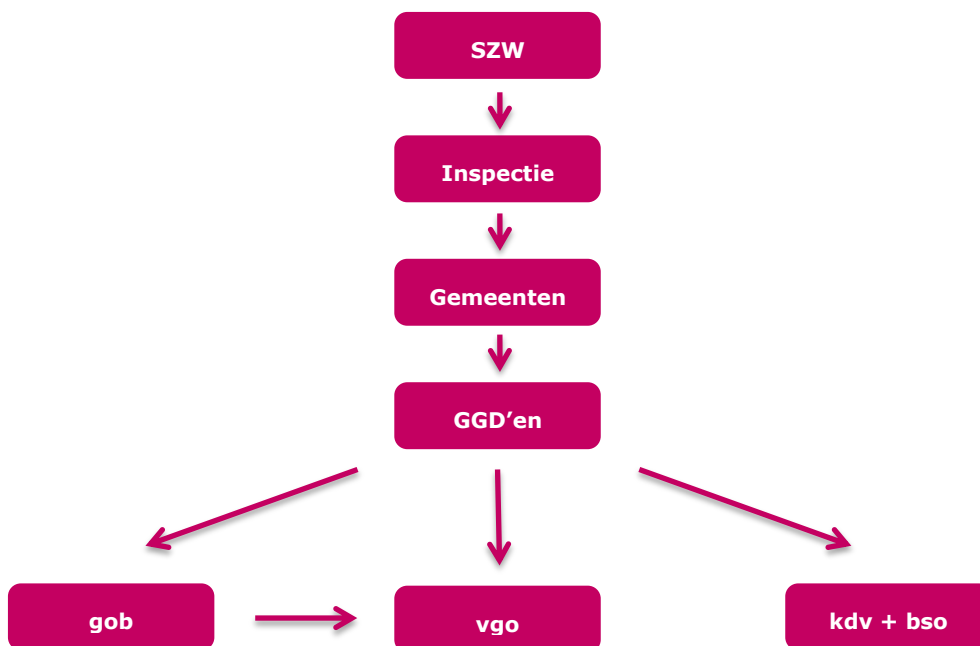 SZW
Inspectie
Gemeenten
GGD’en
gob
vgo
kdv + bso